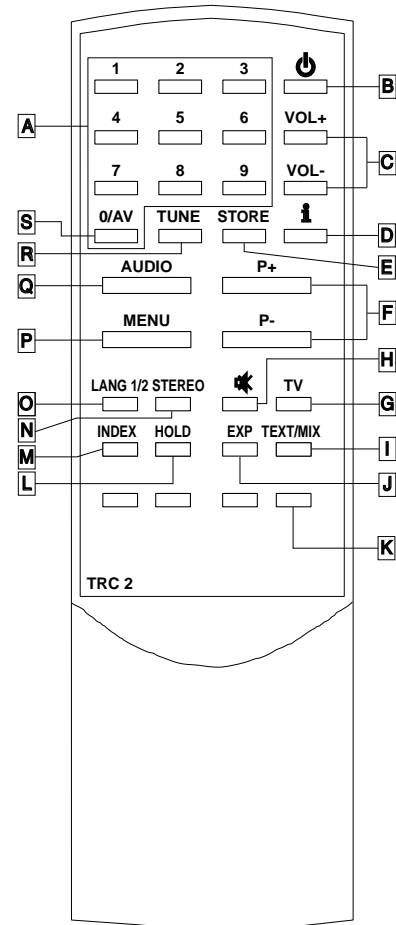 1 2 3
B
A 4 5 6 VOL+
C
7 8 9 VOL-
S 0/AV TUNE STORE i D
R E
Q AUDIO P+
F
P MENU P-
H
O LANG 1/2 STEREO TV G
N
M INDEX HOLD EXP TEXT/MIX I
L J
K
TRC 2